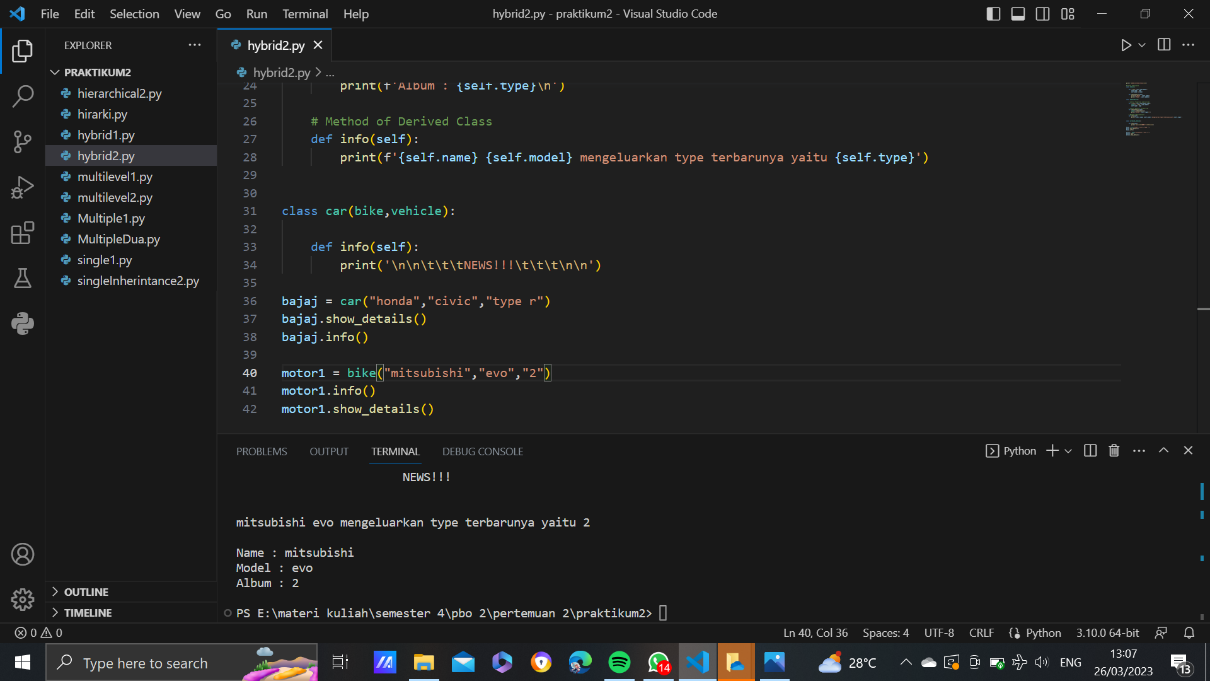 File Edit Selection View Go Run Terminal Help
hybrid2.py - praktikum2 - Visual Studio Code
EXPLORER
PRAKTIKUM2
hierarchical2.py
hirarki.py
hybrid1.py
hybrid2.py
multilevel1.py
multilevel2.py
Multiple1.py
MultipleDua.py
single1.py
singleInherintance2.py
OUTLINE
TIMELINE
hybrid2.py
hybrid2.py > ...
24 print(f'Album : {self.type}\n')
25
26 # Method of Derived Class
27 def info(self):
28 print(f'{self.name} {self.model} mengeluarkan type terbarunya yaitu {self.type}')
29
30
31 class car(bike,vehicle):
32
33 def info(self):
34 print('\n\n\t\t\tNEWS!!!\t\t\t\n\n')
35
36 bajaj = car("honda","civic","type r")
37 bajaj.show_details()
38 bajaj.info()
39
40 motor1 = bike("mitsubishi","evo","2")
41 motor1.info()
42 motor1.show_details()
PROBLEMS OUTPUT TERMINAL DEBUG CONSOLE
Python
NEWS!!!
mitsubishi evo mengeluarkan type terbarunya yaitu 2
Name : mitsubishi
Model : evo
Album : 2
PS E:\materi kuliah\semester 4\pbo 2\pertemuan 2\praktikum2>
0 0
Ln 40, Col 36 Spaces: 4 UTF-8 CRLF Python 3.10.0 64-bit
Type here to search
14
28°C
ENG
13:07
26/03/2023
13